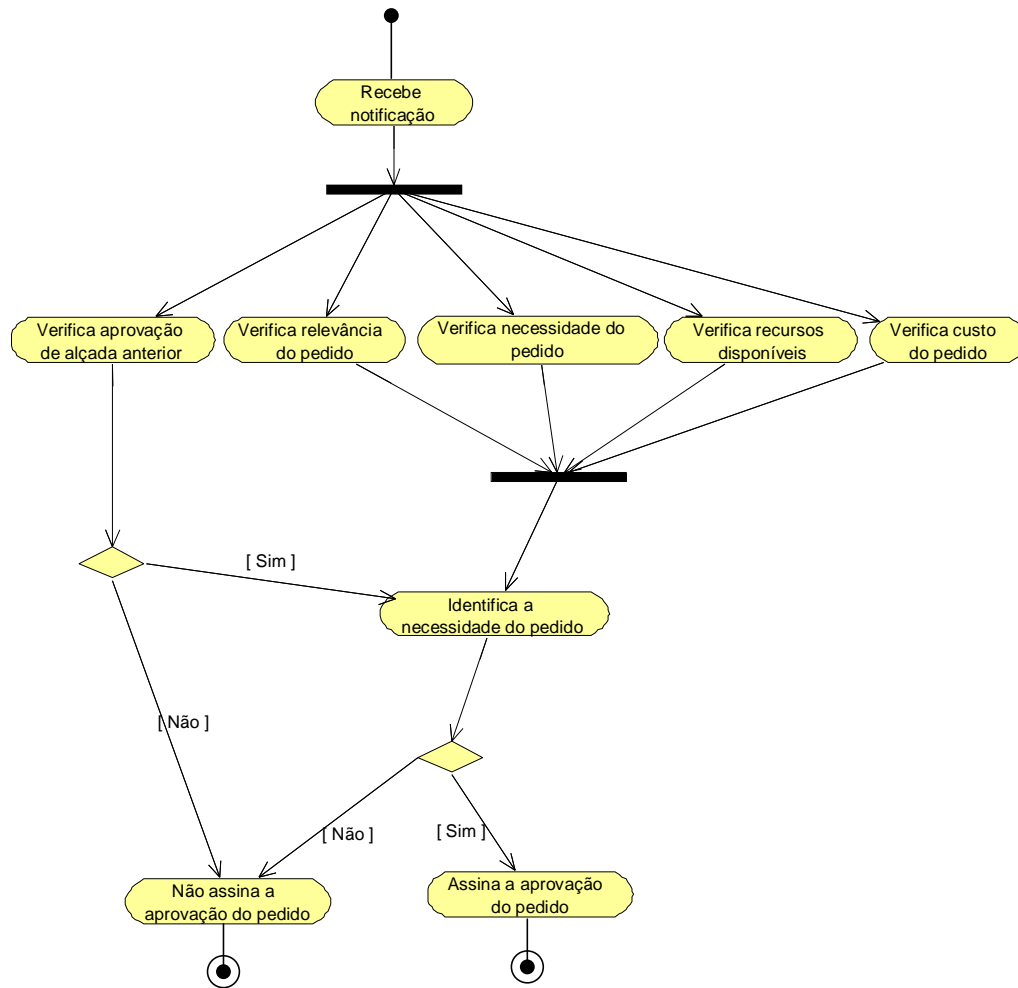 Recebe
notificação
Verifica aprovação
de alçada anterior
Verifica relevância
do pedido
Verifica necessidade do
pedido
Verifica recursos
disponíveis
Verifica custo
do pedido
[ Sim ]
Identifica a
necessidade do pedido
[ Não ]
[ Não ]
[ Sim ]
Não assina a
aprovação do pedido
Assina a aprovação
do pedido